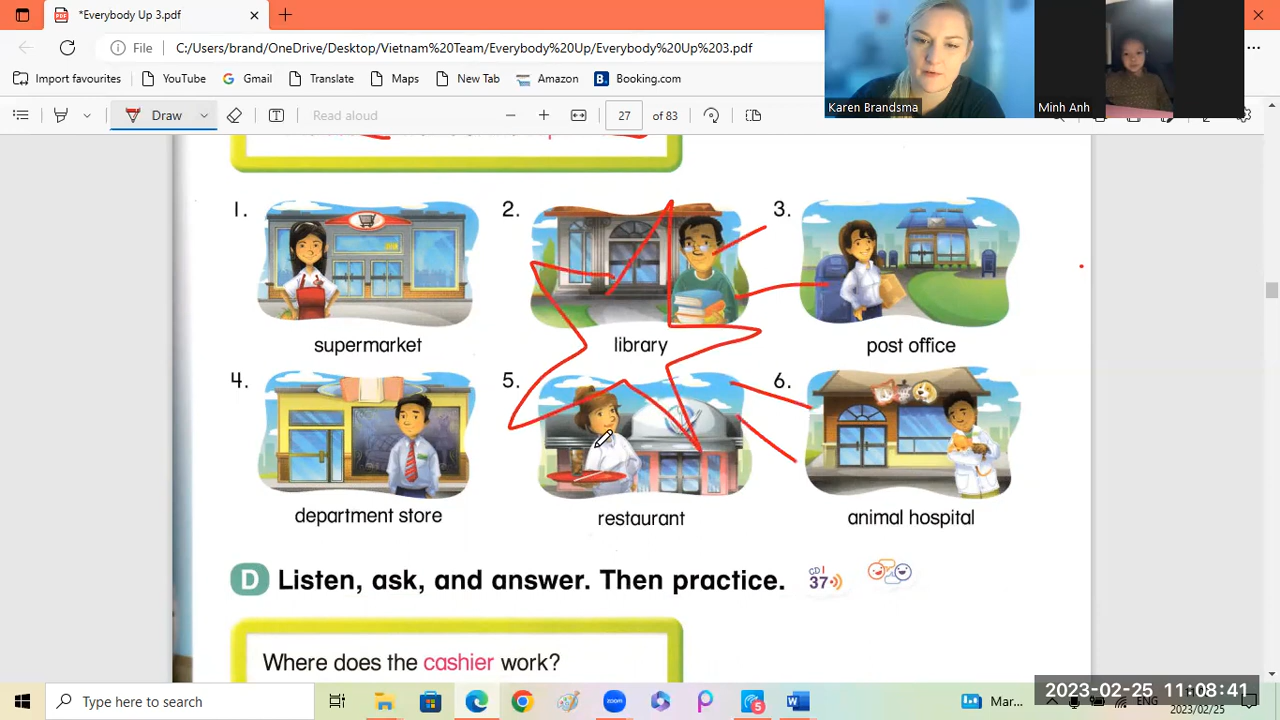 *Everybody Up 3.pdf
File
C:/Users/brand/OneDrive/Desktop/Vietnam%20Team/Everybody%20Up/Everybody%20Up%203.pdf
Import favourites
YouTube
Gmail
Translate
Maps
New Tab
Amazon
B.
Booking.com
Karen Brandsma
Minh Anh
Draw
Read aloud
27
of 83
1.
2.
3.
supermarket
library
post office
4.
5.
6.
department store
restaurant
animal hospital
D Listen, ask, and answer. Then practice.
CD1
37
Where does the cashier work?
Type here to search
5
Mar...
ENG
2023-02-25 11:08:41
2023/02/25